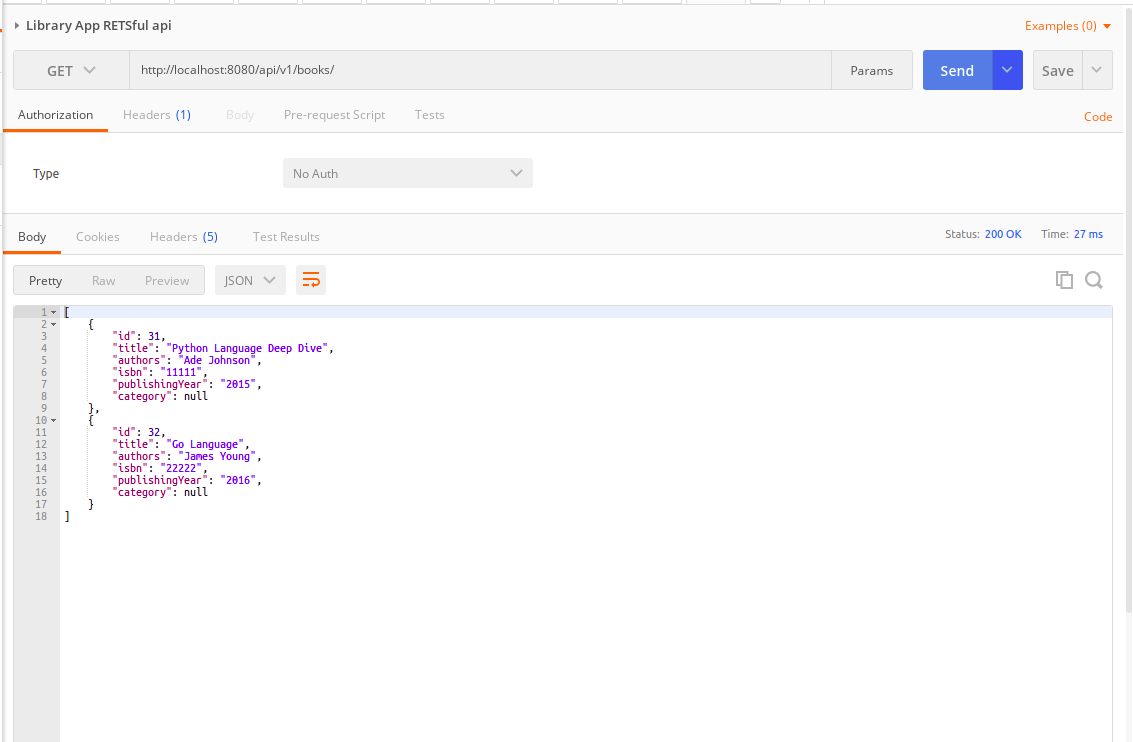 Library App RETSful api
Examples (0)
GET
http://localhost:8080/api/v1/books/
Params
Send
Save
Authorization
Headers (1)
Body
Pre-request Script
Tests
Code
Type
No Auth
Body
Cookies
Headers (5)
Test Results
Status: 200 OK
Time: 27 ms
Pretty
Raw
Preview
JSON
1 [
2 {
3 "id": 31,
4 "title": "Python Language Deep Dive",
5 "authors": "Ade Johnson",
6 "isbn": "11111",
7 "publishingYear": "2015",
8 "category": null
9 },
10 {
11 "id": 32,
12 "title": "Go Language",
13 "authors": "James Young",
14 "isbn": "22222",
15 "publishingYear": "2016",
16 "category": null
17 }
18 ]